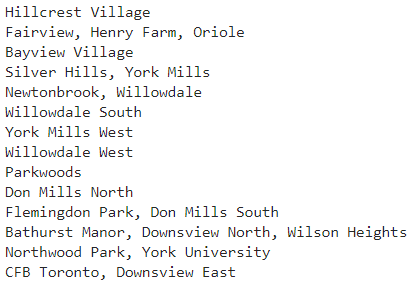 Hillcrest Village
Fairview, Henry Farm, Oriole
Bayview Village
Silver Hills, York Mills
Newtonbrook, Willowdale
Willowdale South
York Mills West
Willowdale West
Parkwoods
Don Mills North
Flemingdon Park, Don Mills South
Bathurst Manor, Downsview North, Wilson Heights
Northwood Park, York University
CFB Toronto, Downsview East